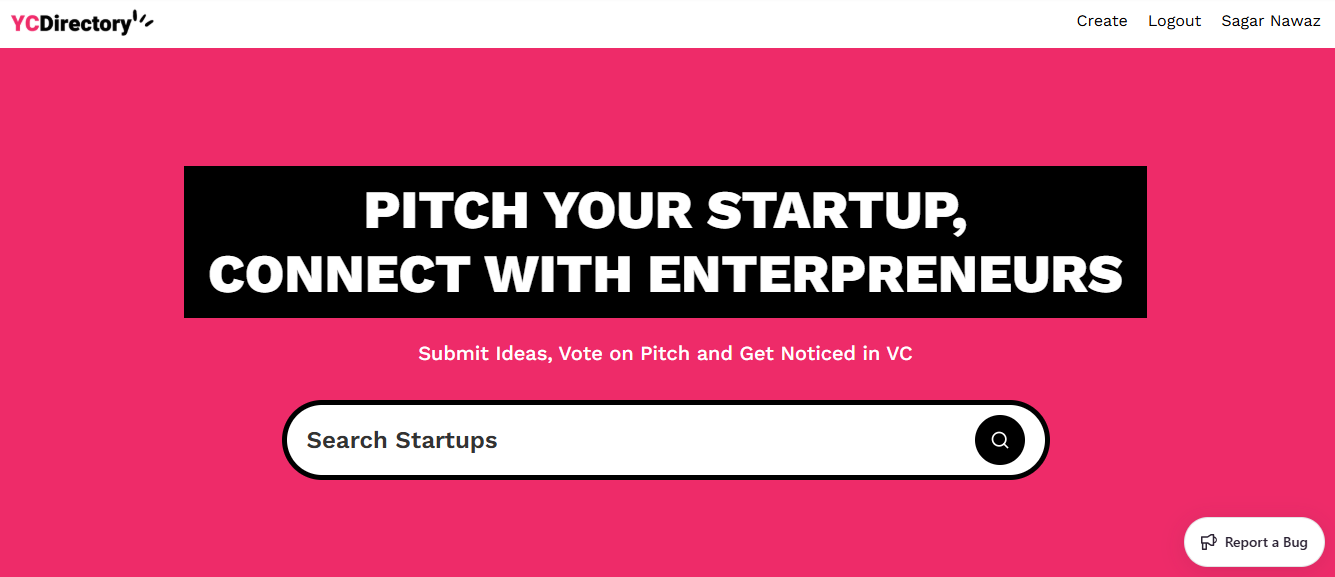 YCDirectory
Create Logout Sagar Nawaz
PITCH YOUR STARTUP,
CONNECT WITH ENTERPRENEURS
Submit Ideas, Vote on Pitch and Get Noticed in VC
Search Startups
Report a Bug